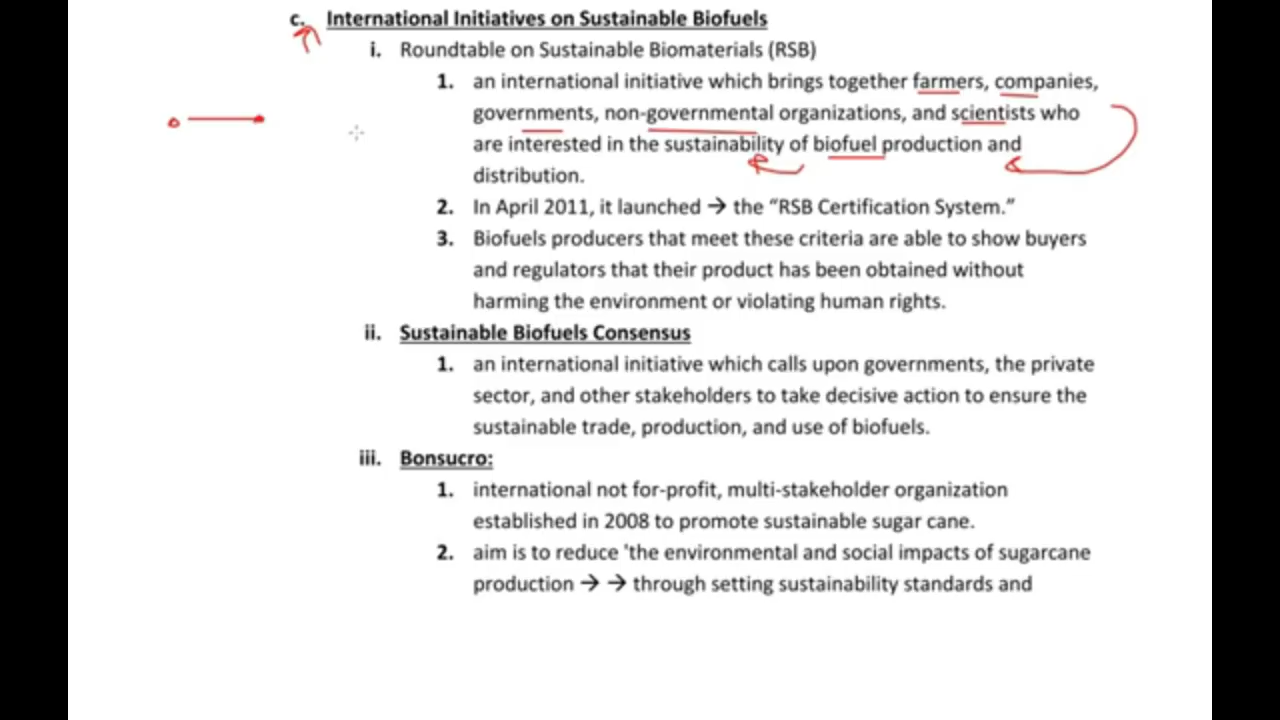 c. International Initiatives on Sustainable Biofuels
i. Roundtable on Sustainable Biomaterials (RSB)
1. an international initiative which brings together farmers, companies,
governments, non-governmental organizations, and scientists who
are interested in the sustainability of biofuel production and
distribution.
2. In April 2011, it launched → the “RSB Certification System.”
3. Biofuels producers that meet these criteria are able to show buyers
and regulators that their product has been obtained without
harming the environment or violating human rights.
ii. Sustainable Biofuels Consensus
1. an international initiative which calls upon governments, the private
sector, and other stakeholders to take decisive action to ensure the
sustainable trade, production, and use of biofuels.
iii. Bonsucro:
1. international not for-profit, multi-stakeholder organization
established in 2008 to promote sustainable sugar cane.
2. aim is to reduce 'the environmental and social impacts of sugarcane
production → → through setting sustainability standards and